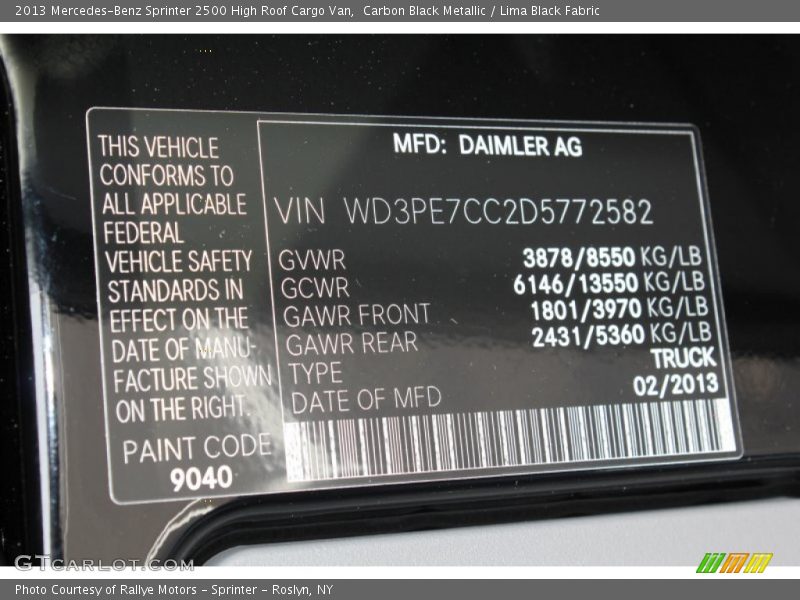 2013 Mercedes-Benz Sprinter 2500 High Roof Cargo Van,  Carbon Black Metallic / Lima Black Fabric
THIS VEHICLE
CONFORMS TO
ALL APPLICABLE
FEDERAL
VEHICLE SAFETY
STANDARDS IN
EFFECT ON THE
DATE OF MANU-
FACTURE SHOWN
ON THE RIGHT.
PAINT CODE
9040
MFD: DAIMLER AG
VIN WD3PE7CC2D5772582
GVWR 3878/8550 KG/LB
GCWR 6146/13550 KG/LB
GAWR FRONT 1801/3970 KG/LB
GAWR REAR 2431/5360 KG/LB
TYPE TRUCK
DATE OF MFD 02/2013
GTcarlot.com
Photo Courtesy of Rallye Motors - Sprinter - Roslyn, NY